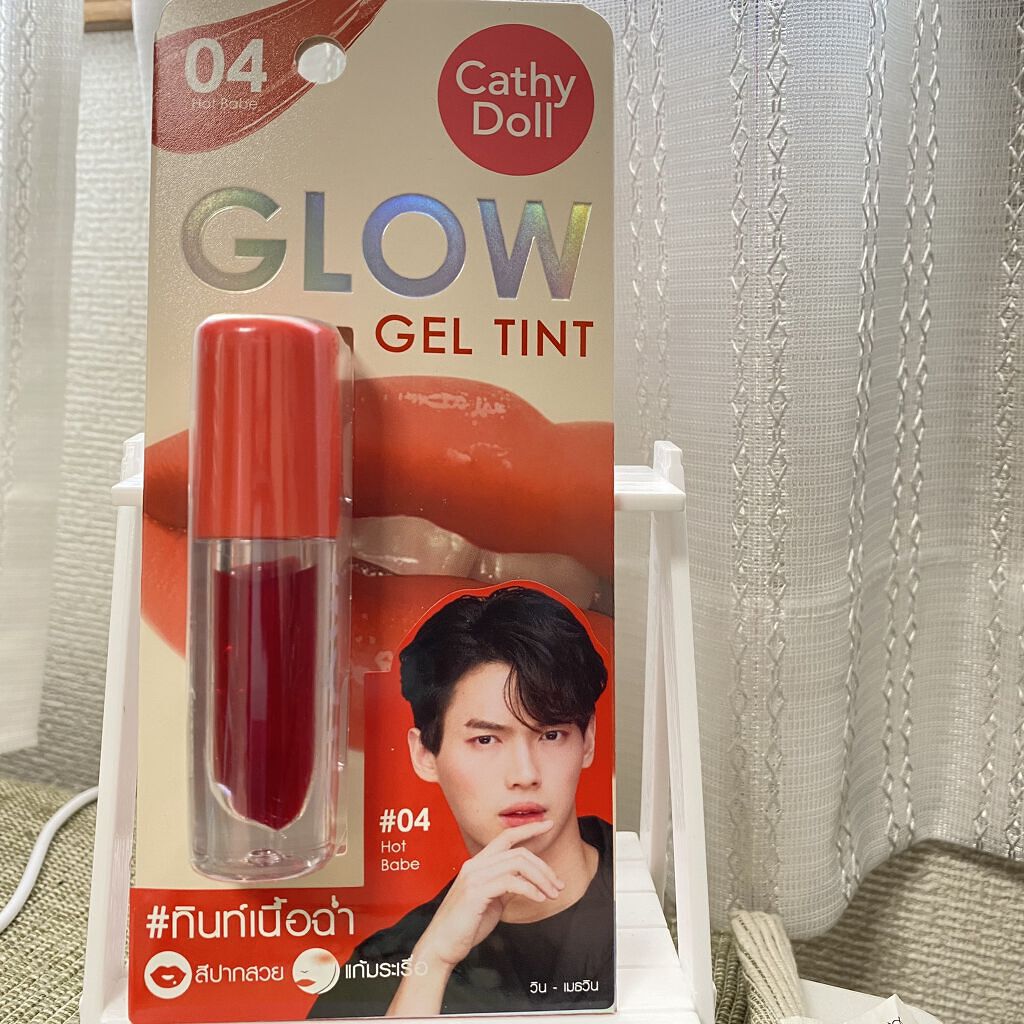 04
Hot Babe
Cathy
Doll
GLOW
GEL TINT
#04
Hot
Babe
#ทินท์เนื้อฉ่ำ
สีปากสวย
แก้มระเรื่อ
วิน - เมธวิน